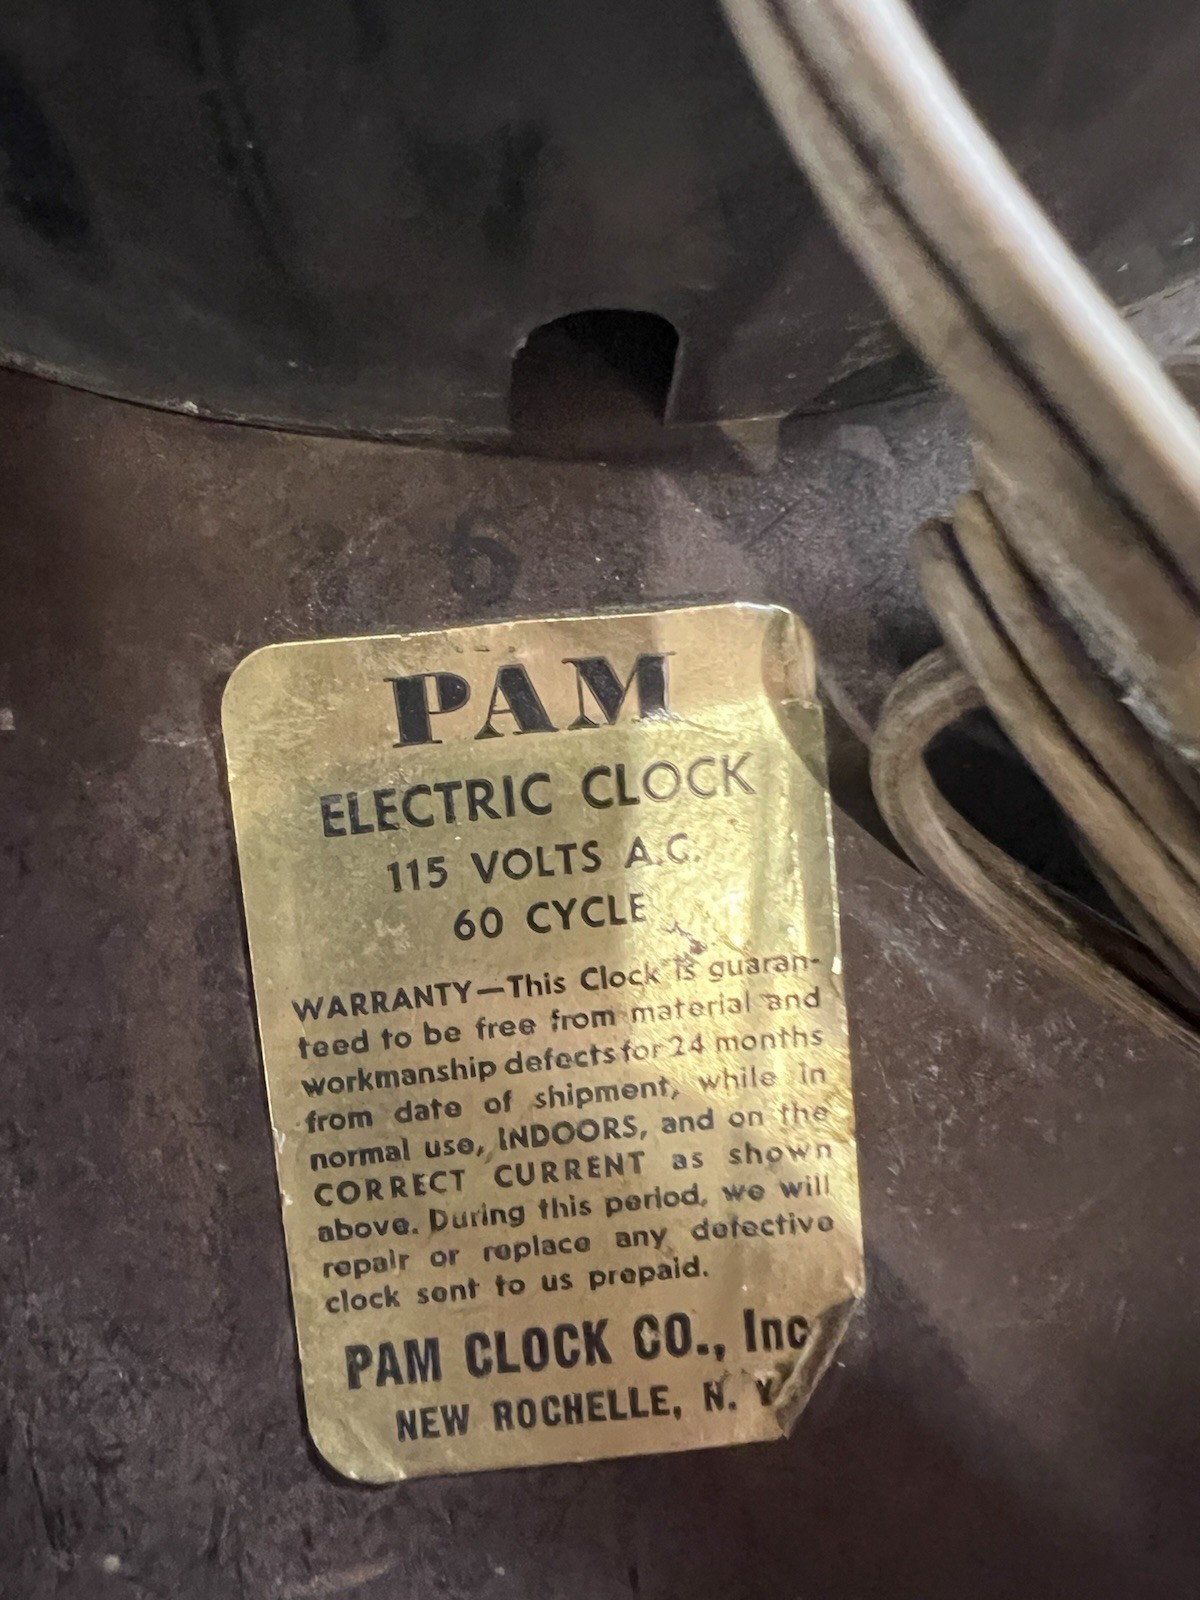 6
PAM
ELECTRIC CLOCK
115 VOLTS A.C.
60 CYCLE
WARRANTY—This Clock is guaran-
teed to be free from material and
workmanship defects for 24 months
from date of shipment, while in
normal use, INDOORS, and on the
CORRECT CURRENT as shown
above. During this period, we will
repair or replace any defective
clock sent to us prepaid.
PAM CLOCK CO., Inc
NEW ROCHELLE, N. Y